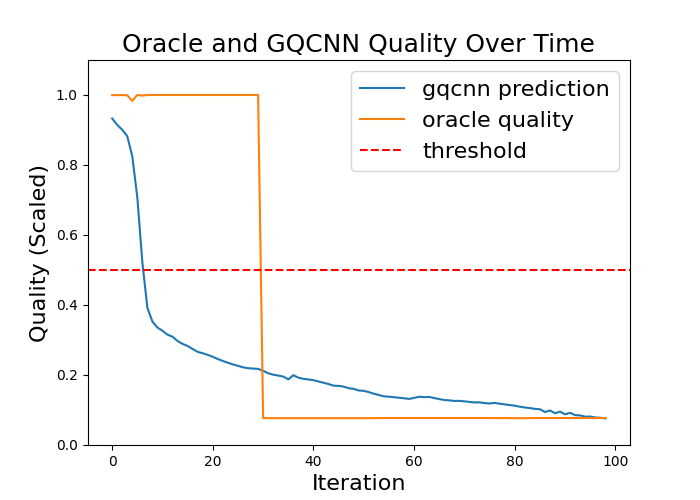 Oracle and GQCNN Quality Over Time
gqcnn prediction
oracle quality
threshold
Quality (Scaled)
1.0
0.8
0.6
0.4
0.2
0.0
0 20 40 60 80 100
Iteration